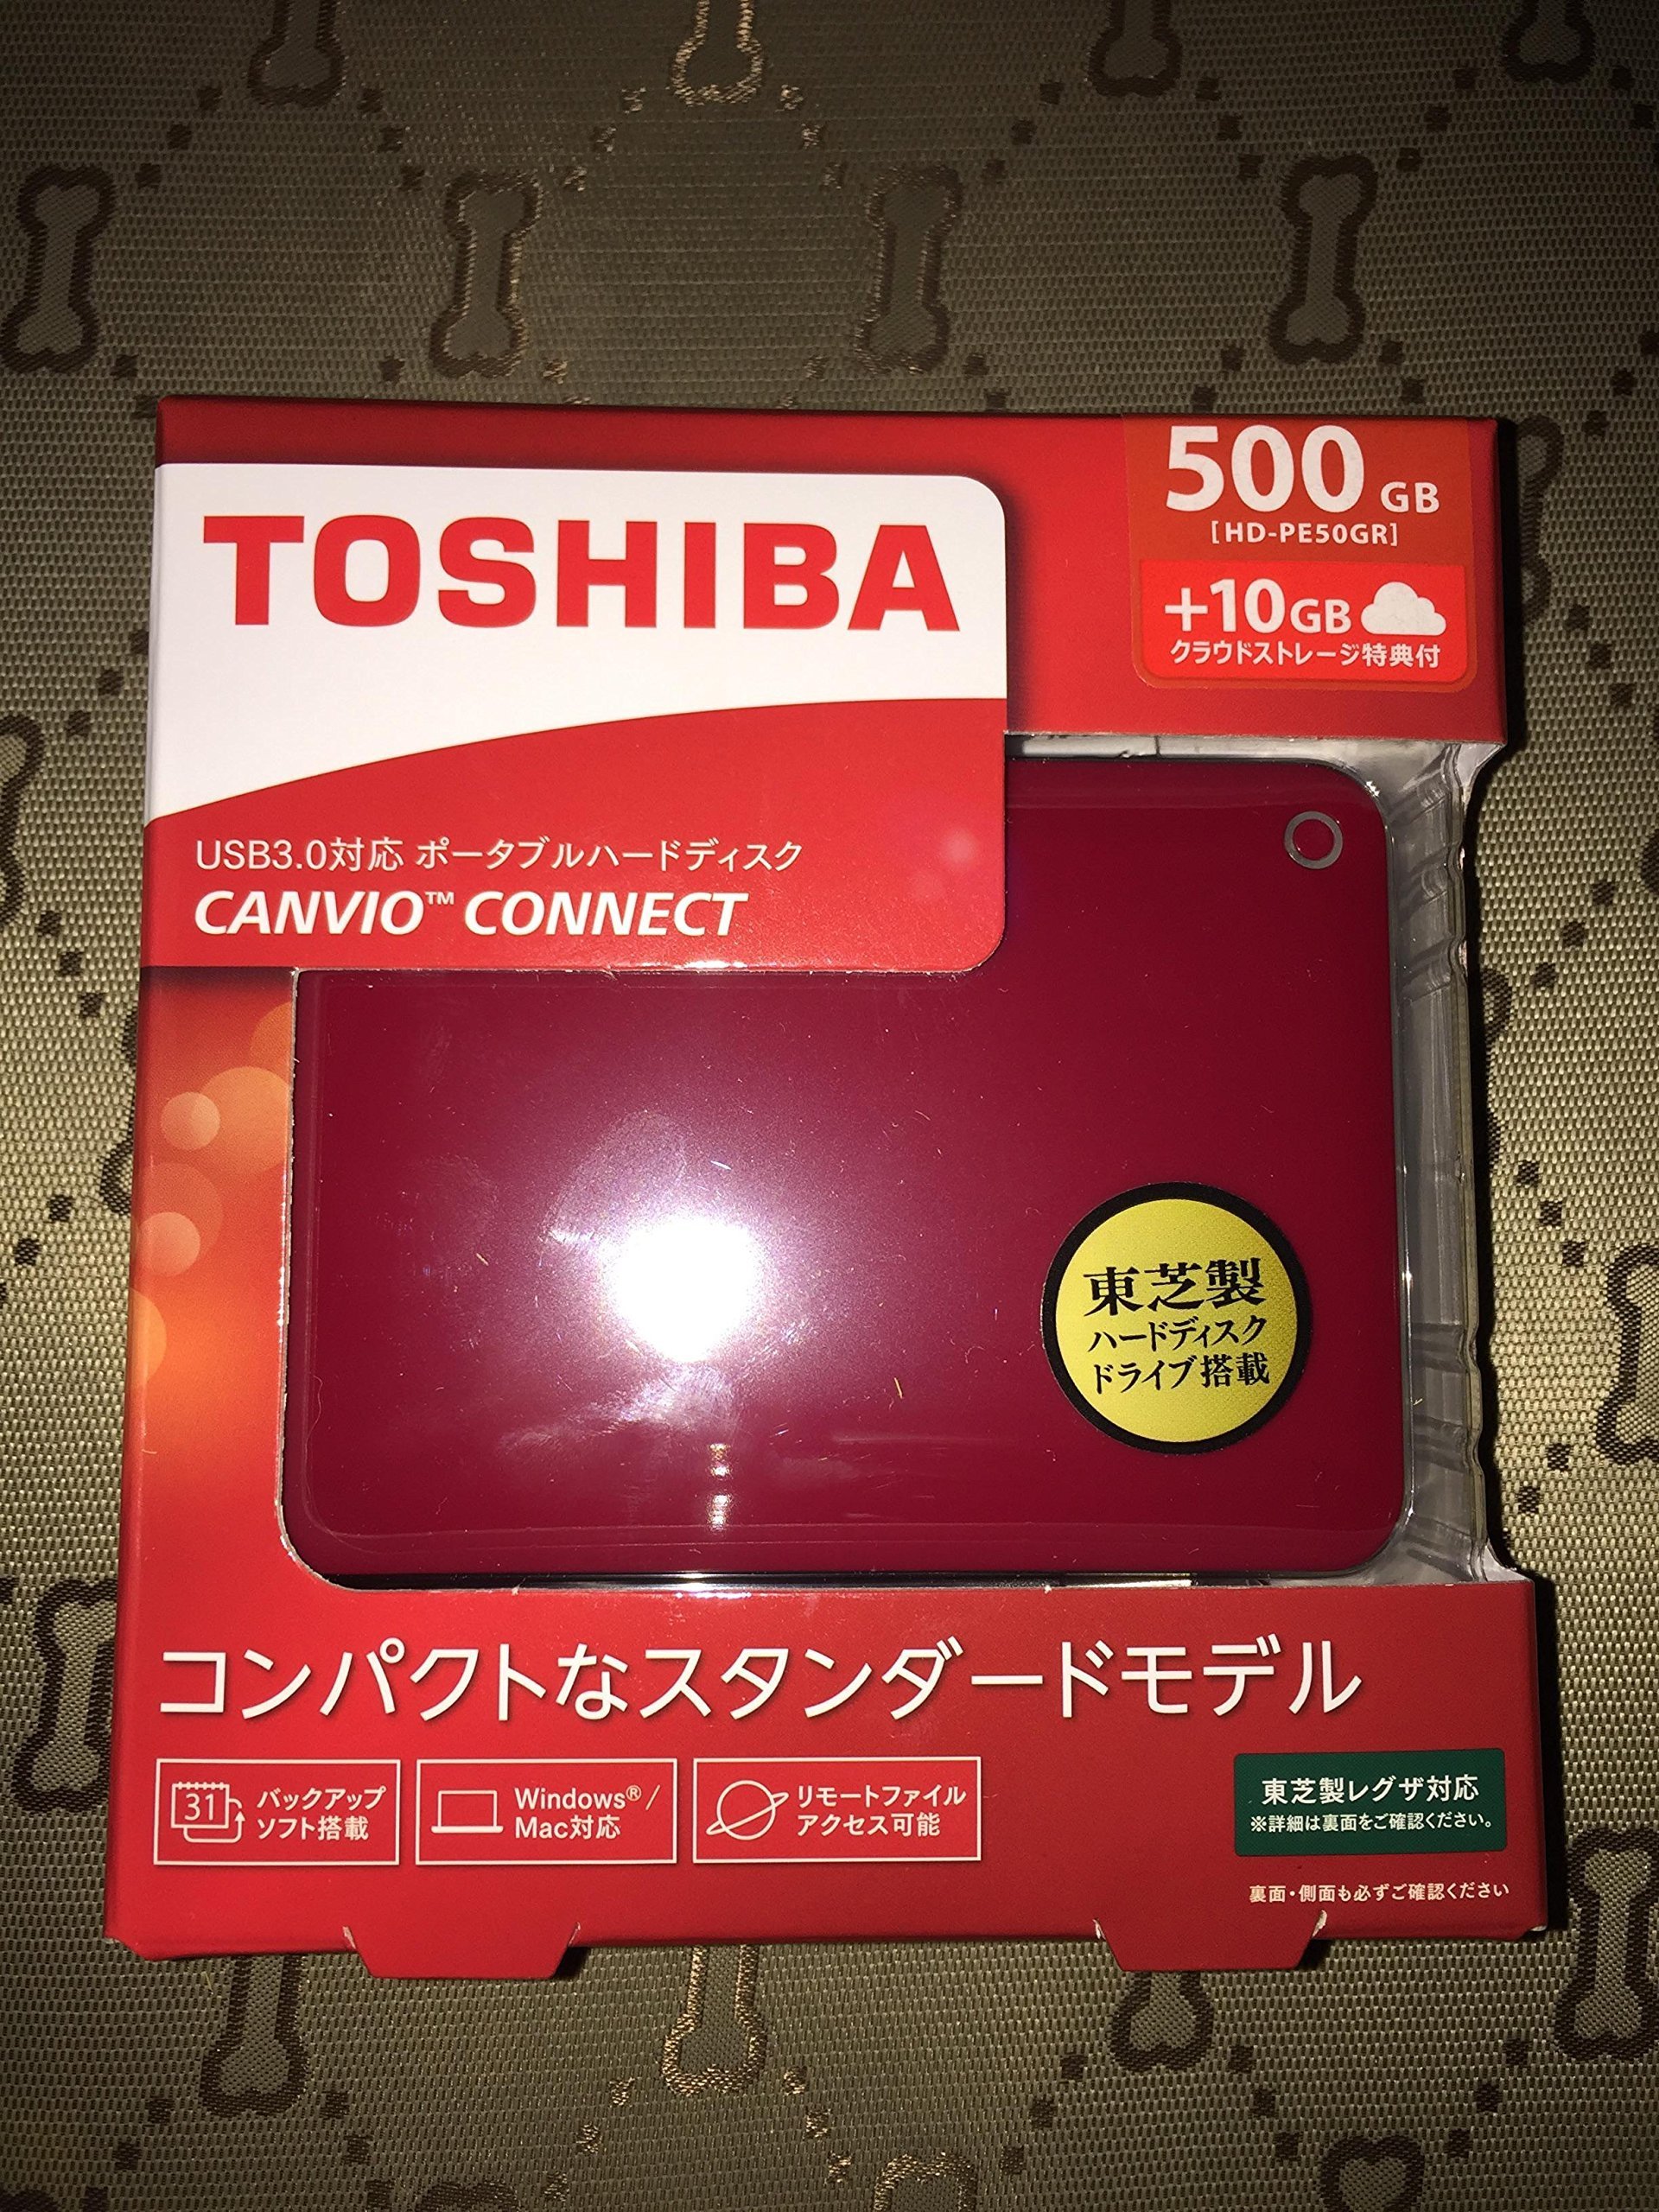 500 GB
[HD-PE50GR]
+10GB
クラウドストレージ特典付
TOSHIBA
USB3.0対応 ポータブルハードディスク
CANVIO™ CONNECT
東芝製
ハードディスク
ドライブ搭載
コンパクトなスタンダードモデル
31
バックアップ
ソフト搭載
Windows®/
Mac対応
リモートファイル
アクセス可能
東芝製レグザ対応
※詳細は裏面をご確認ください。
裏面・側面も必ずご確認ください